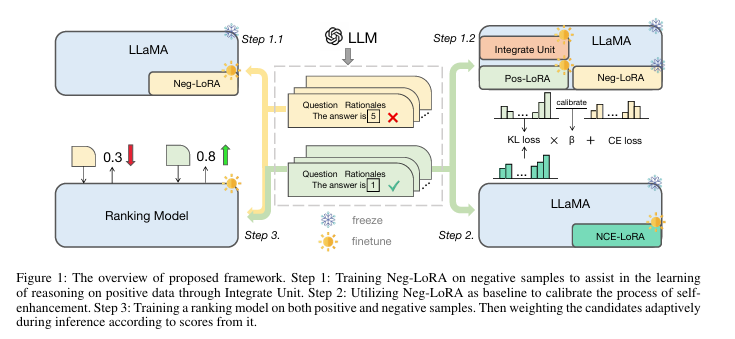 LLaMA
Neg-LoRA
Step 1.1
LLM
Step 1.2
Integrate Unit
LLaMA
Pos-LoRA
Neg-LoRA
Question Rationales
The answer is 5
calibrate
KL loss × β + CE loss
0.3
0.8
Question Rationales
The answer is 1
Ranking Model
Step 3.
freeze
finetune
Step 2.
LLaMA
NCE-LoRA
Figure 1: The overview of proposed framework. Step 1: Training Neg-LoRA on negative samples to assist in the learning
of reasoning on positive data through Integrate Unit. Step 2: Utilizing Neg-LoRA as baseline to calibrate the process of self-
enhancement. Step 3: Training a ranking model on both positive and negative samples. Then weighting the candidates adaptively
during inference according to scores from it.